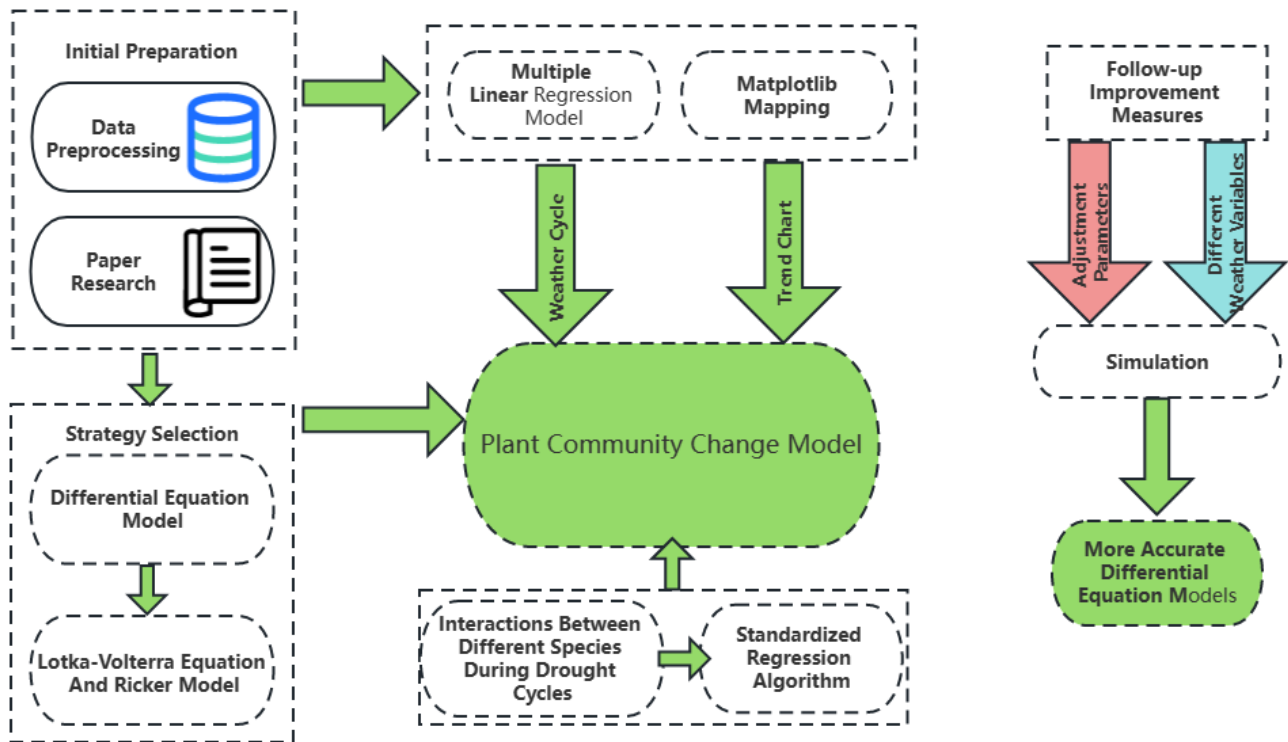 Initial Preparation
Data
Preprocessing
Paper
Research
Strategy Selection
Differential Equation
Model
Lotka-Volterra Equation
And Ricker Model
Multiple
Linear Regression
Model
Matplotlib
Mapping
Weather Cycle
Trend Chart
Plant Community Change Model
Interactions Between
Different Species
During Drought
Cycles
Standardized
Regression
Algorithm
Follow-up
Improvement
Measures
Adjustment
Parameters
Different
Weather Variables
Simulation
More Accurate
Differential
Equation Models